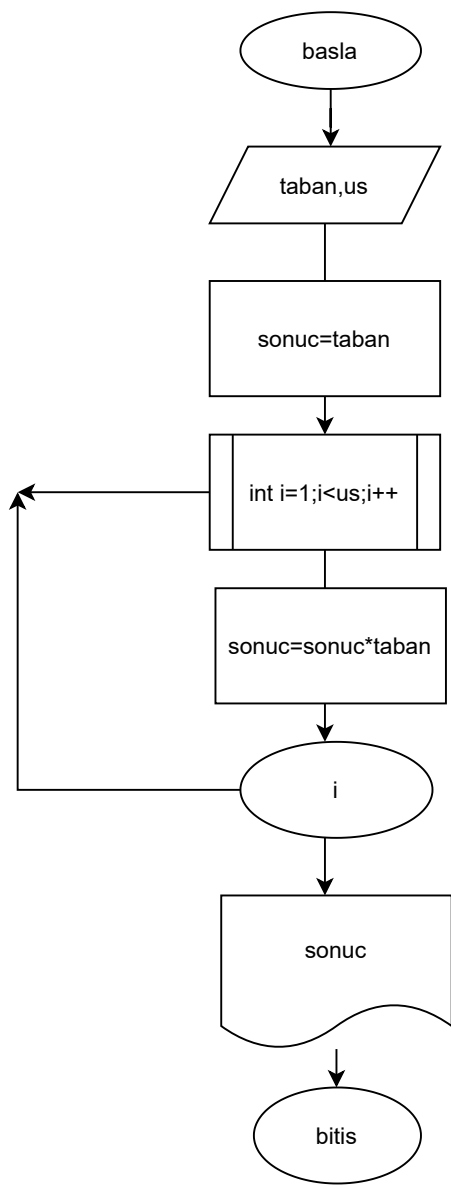 basla
taban,us
sonuc=taban
int i=1;i<us;i++
sonuc=sonuc*taban
i
sonuc
bitis